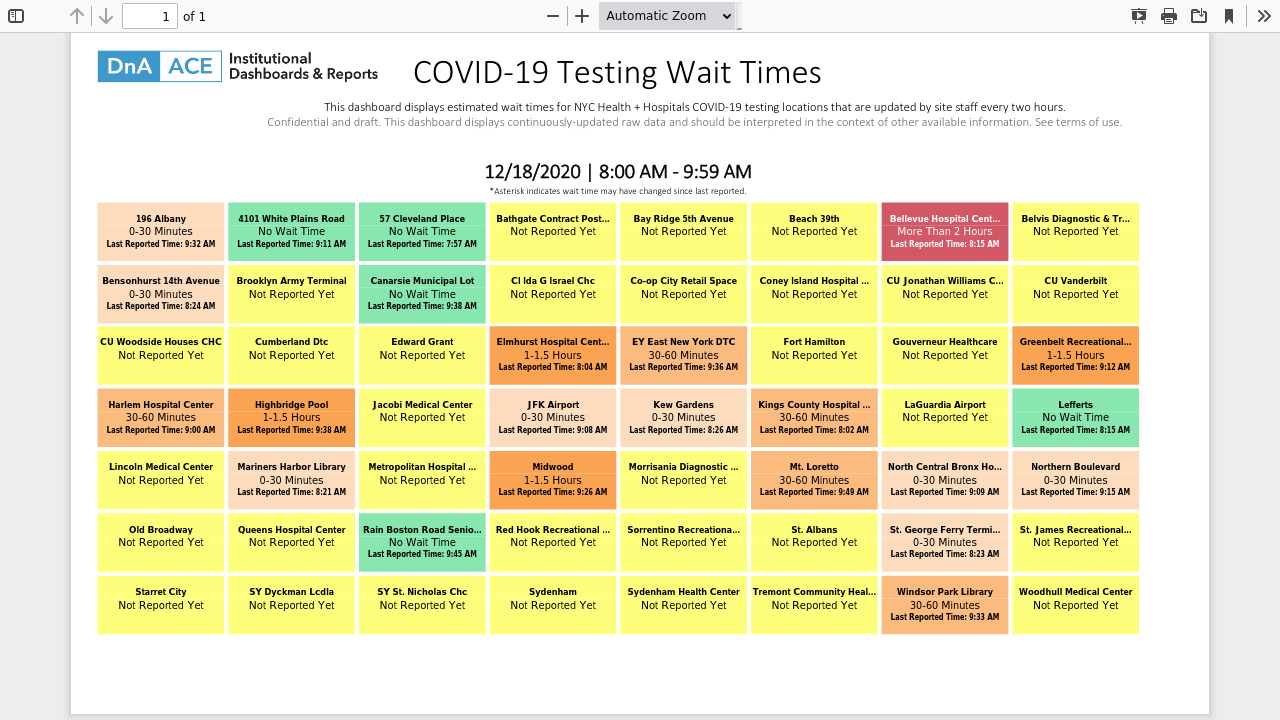 1 of 1 Automatic Zoom
DnA ACE Institutional
Dashboards & Reports
COVID-19 Testing Wait Times
This dashboard displays estimated wait times for NYC Health + Hospitals COVID-19 testing locations that are updated by site staff every two hours.
Confidential and draft. This dashboard displays continuously-updated raw data and should be interpreted in the context of other available information. See terms of use.
12/18/2020 | 8:00 AM - 9:59 AM
*Asterisk indicates wait time may have changed since last reported.
196 Albany 4101 White Plains Road 57 Cleveland Place Bathgate Contract Post... Bay Ridge 5th Avenue Beach 39th Bellevue Hospital Cent... Belvis Diagnostic & Tr...
0-30 Minutes No Wait Time No Wait Time Not Reported Yet Not Reported Yet Not Reported Yet More Than 2 Hours Not Reported Yet
Last Reported Time: 9:32 AM Last Reported Time: 9:11 AM Last Reported Time: 7:57 AM Last Reported Time: 8:15 AM
Bensonhurst 14th Avenue Brooklyn Army Terminal Canarsie Municipal Lot Cl Ida G Israel Chc Co-op City Retail Space Coney Island Hospital ... CU Jonathan Williams C... CU Vanderbilt
0-30 Minutes Not Reported Yet No Wait Time Not Reported Yet Not Reported Yet Not Reported Yet Not Reported Yet Not Reported Yet
Last Reported Time: 8:24 AM Last Reported Time: 9:38 AM
CU Woodside Houses CHC Cumberland Dtc Edward Grant Elmhurst Hospital Cent... EY East New York DTC Fort Hamilton Gouverneur Healthcare Greenbelt Recreational...
Not Reported Yet Not Reported Yet Not Reported Yet 1-1.5 Hours 30-60 Minutes Not Reported Yet Not Reported Yet 1-1.5 Hours
Last Reported Time: 8:04 AM Last Reported Time: 9:36 AM Last Reported Time: 9:12 AM
Harlem Hospital Center Highbridge Pool Jacobi Medical Center JFK Airport Kew Gardens Kings County Hospital ... LaGuardia Airport Lefferts
30-60 Minutes 1-1.5 Hours Not Reported Yet 0-30 Minutes 0-30 Minutes 30-60 Minutes Not Reported Yet No Wait Time
Last Reported Time: 9:00 AM Last Reported Time: 9:38 AM Last Reported Time: 9:08 AM Last Reported Time: 8:26 AM Last Reported Time: 8:02 AM Last Reported Time: 8:15 AM
Lincoln Medical Center Mariners Harbor Library Metropolitan Hospital ... Midwood Morrisania Diagnostic ... Mt. Loretto North Central Bronx Ho... Northern Boulevard
Not Reported Yet 0-30 Minutes Not Reported Yet 1-1.5 Hours Not Reported Yet 30-60 Minutes 0-30 Minutes 0-30 Minutes
Last Reported Time: 8:21 AM Last Reported Time: 9:26 AM Last Reported Time: 9:49 AM Last Reported Time: 9:09 AM Last Reported Time: 9:15 AM
Old Broadway Queens Hospital Center Rain Boston Road Senio... Red Hook Recreational ... Sorrentino Recreationa... St. Albans St. George Ferry Termi... St. James Recreational...
Not Reported Yet Not Reported Yet No Wait Time Not Reported Yet Not Reported Yet Not Reported Yet 0-30 Minutes Not Reported Yet
Last Reported Time: 9:45 AM Last Reported Time: 8:23 AM
Starret City SY Dyckman Lcdla SY St. Nicholas Chc Sydenham Sydenham Health Center Tremont Community Heal... Windsor Park Library Woodhull Medical Center
Not Reported Yet Not Reported Yet Not Reported Yet Not Reported Yet Not Reported Yet Not Reported Yet 30-60 Minutes Not Reported Yet
Last Reported Time: 9:33 AM